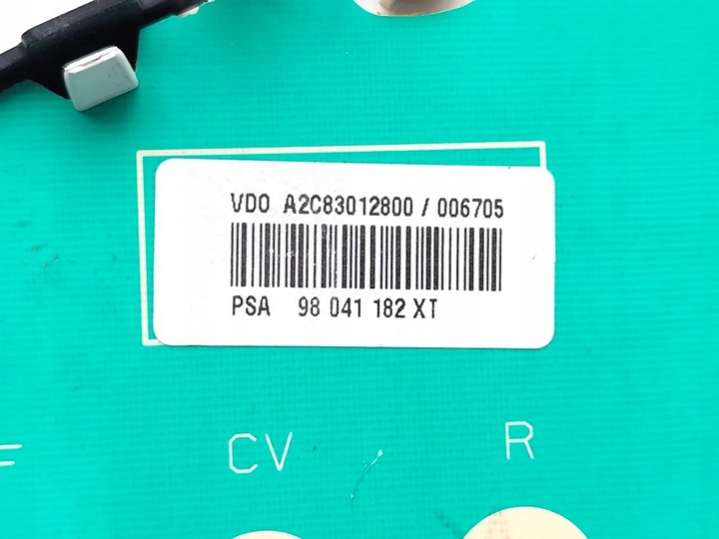 VDO A2C83012800 / 006705
PSA 98 041 182 XT
CV R